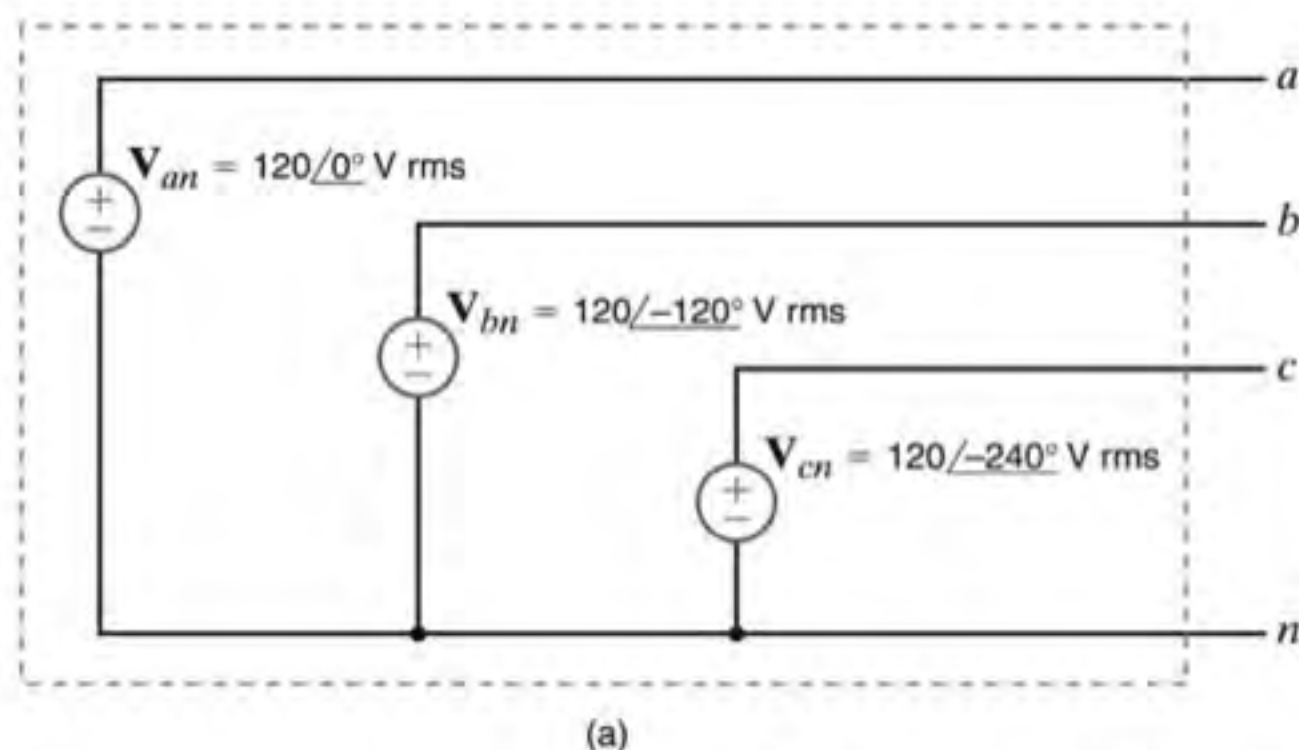 a
V_an = 120/0° V rms
b
V_bn = 120/–120° V rms
c
V_cn = 120/–240° V rms
n
(a)